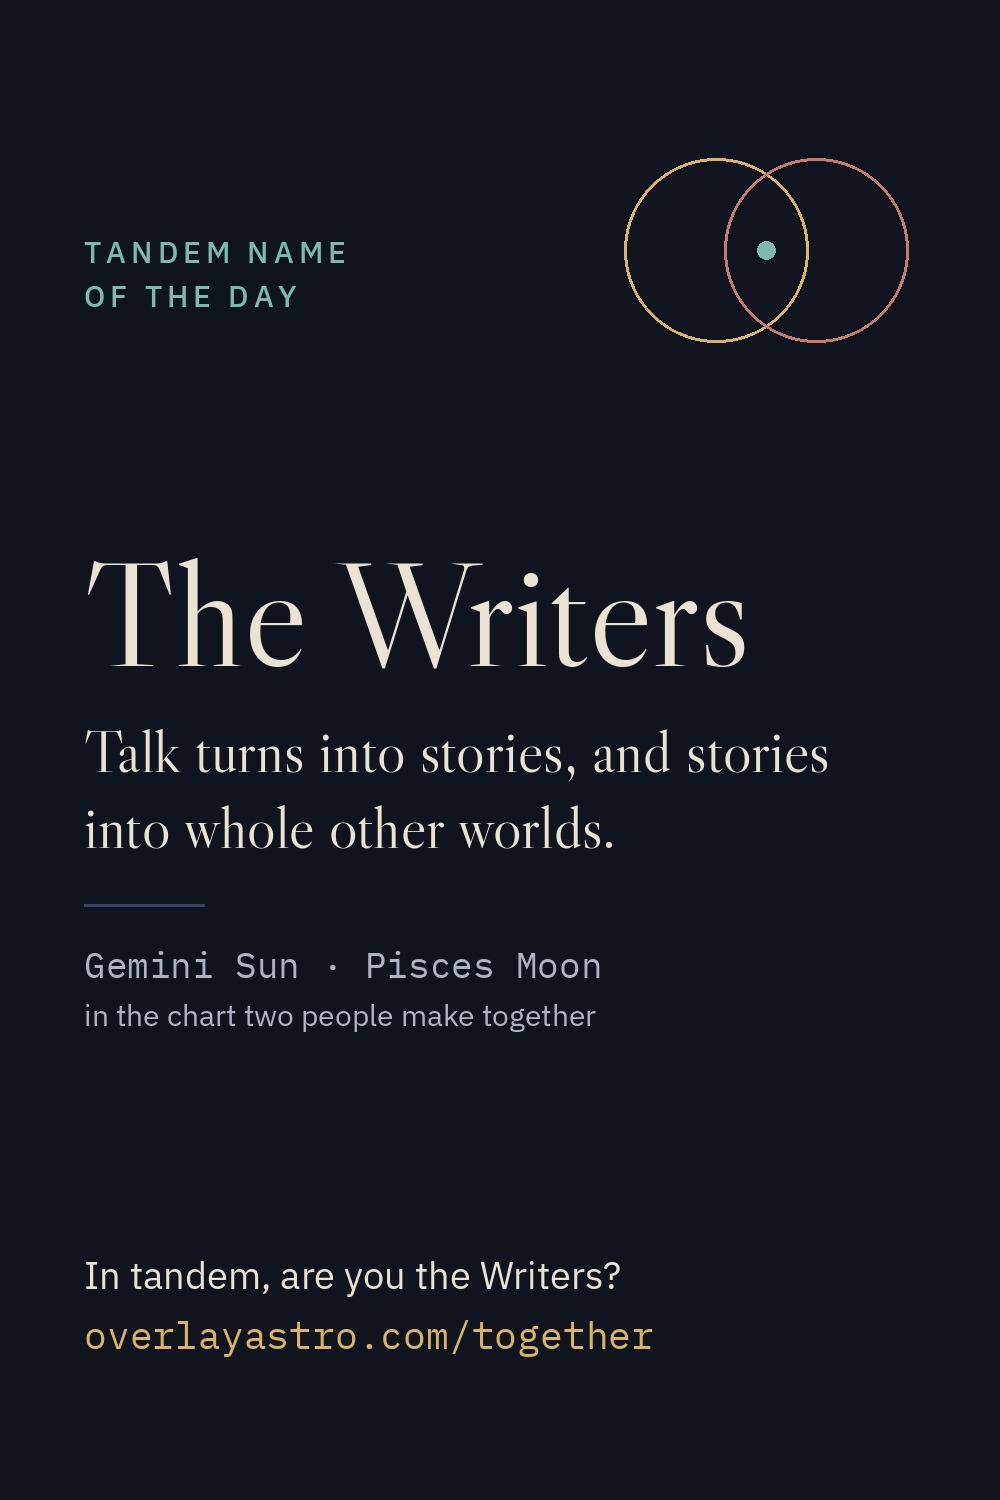 TANDEM NAME
OF THE DAY
The Writers
Talk turns into stories, and stories
into whole other worlds.
Gemini Sun · Pisces Moon
in the chart two people make together
In tandem, are you the Writers?
overlayastro.com/together